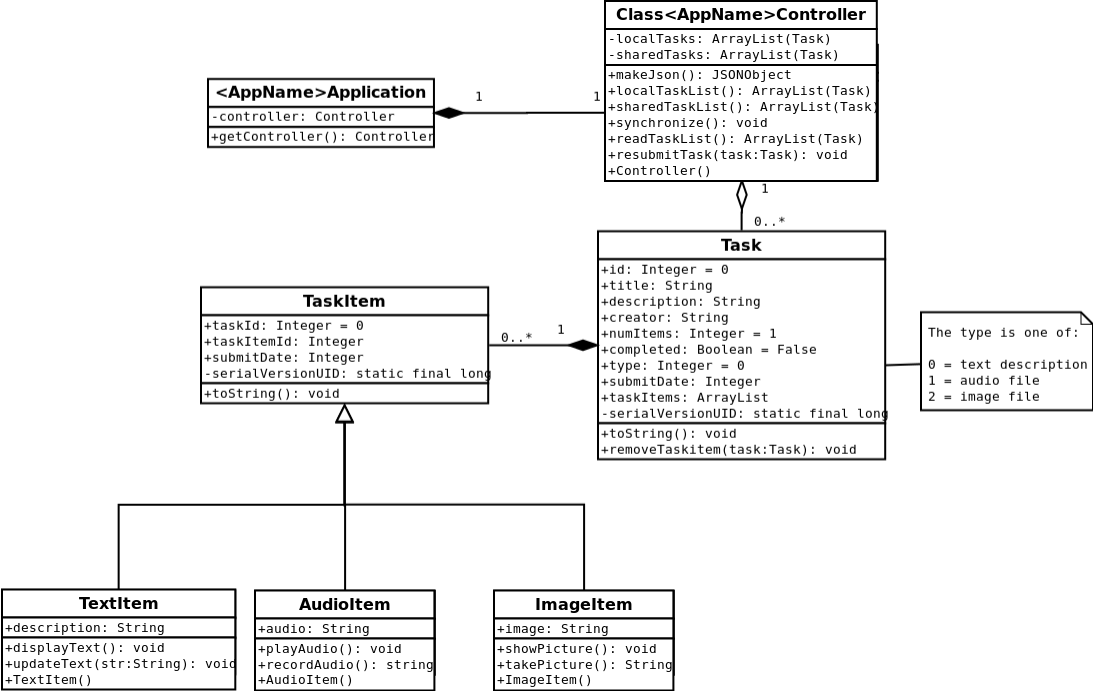 Class<AppName>Controller
-localTasks: ArrayList(Task)
-sharedTasks: ArrayList(Task)
+makeJson(): JSONObject
+localTaskList(): ArrayList(Task)
+sharedTaskList(): ArrayList(Task)
+synchronize(): void
+readTaskList(): ArrayList(Task)
+resubmitTask(task:Task): void
+Controller()
<AppName>Application
-controller: Controller
+getController(): Controller
1
1
1
0..*
Task
+id: Integer = 0
+title: String
+description: String
+creator: String
+numItems: Integer = 1
+completed: Boolean = False
+type: Integer = 0
+submitDate: Integer
+taskItems: ArrayList
-serialVersionUID: static final long
+toString(): void
+removeTaskitem(task:Task): void
TaskItem
+taskId: Integer = 0
+taskItemId: Integer
+submitDate: Integer
-serialVersionUID: static final long
+toString(): void
0..*
1
The type is one of:
0 = text description
1 = audio file
2 = image file
TextItem
+description: String
+displayText(): void
+updateText(str:String): void
+TextItem()
AudioItem
+audio: String
+playAudio(): void
+recordAudio(): string
+AudioItem()
ImageItem
+image: String
+showPicture(): void
+takePicture(): String
+ImageItem()